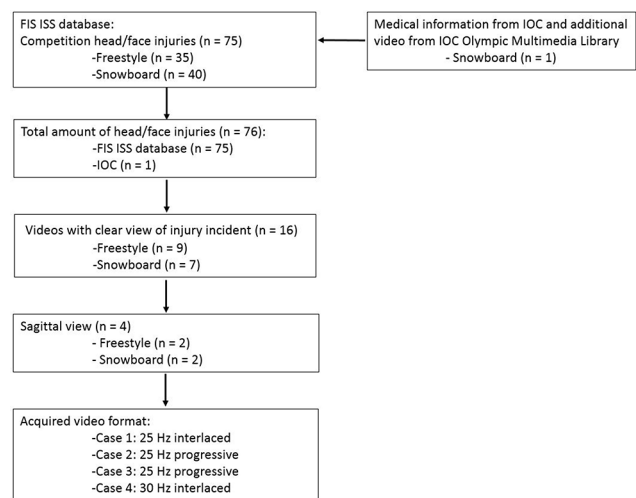 FIS ISS database:
Competition head/face injuries (n = 75)
-Freestyle (n = 35)
-Snowboard (n = 40)
Medical information from IOC and additional
video from IOC Olympic Multimedia Library
- Snowboard (n = 1)
Total amount of head/face injuries (n = 76):
-FIS ISS database (n = 75)
-IOC (n = 1)
Videos with clear view of injury incident (n = 16)
-Freestyle (n = 9)
-Snowboard (n = 7)
Sagittal view (n = 4)
- Freestyle (n = 2)
- Snowboard (n = 2)
Acquired video format:
-Case 1: 25 Hz interlaced
-Case 2: 25 Hz progressive
-Case 3: 25 Hz progressive
-Case 4: 30 Hz interlaced